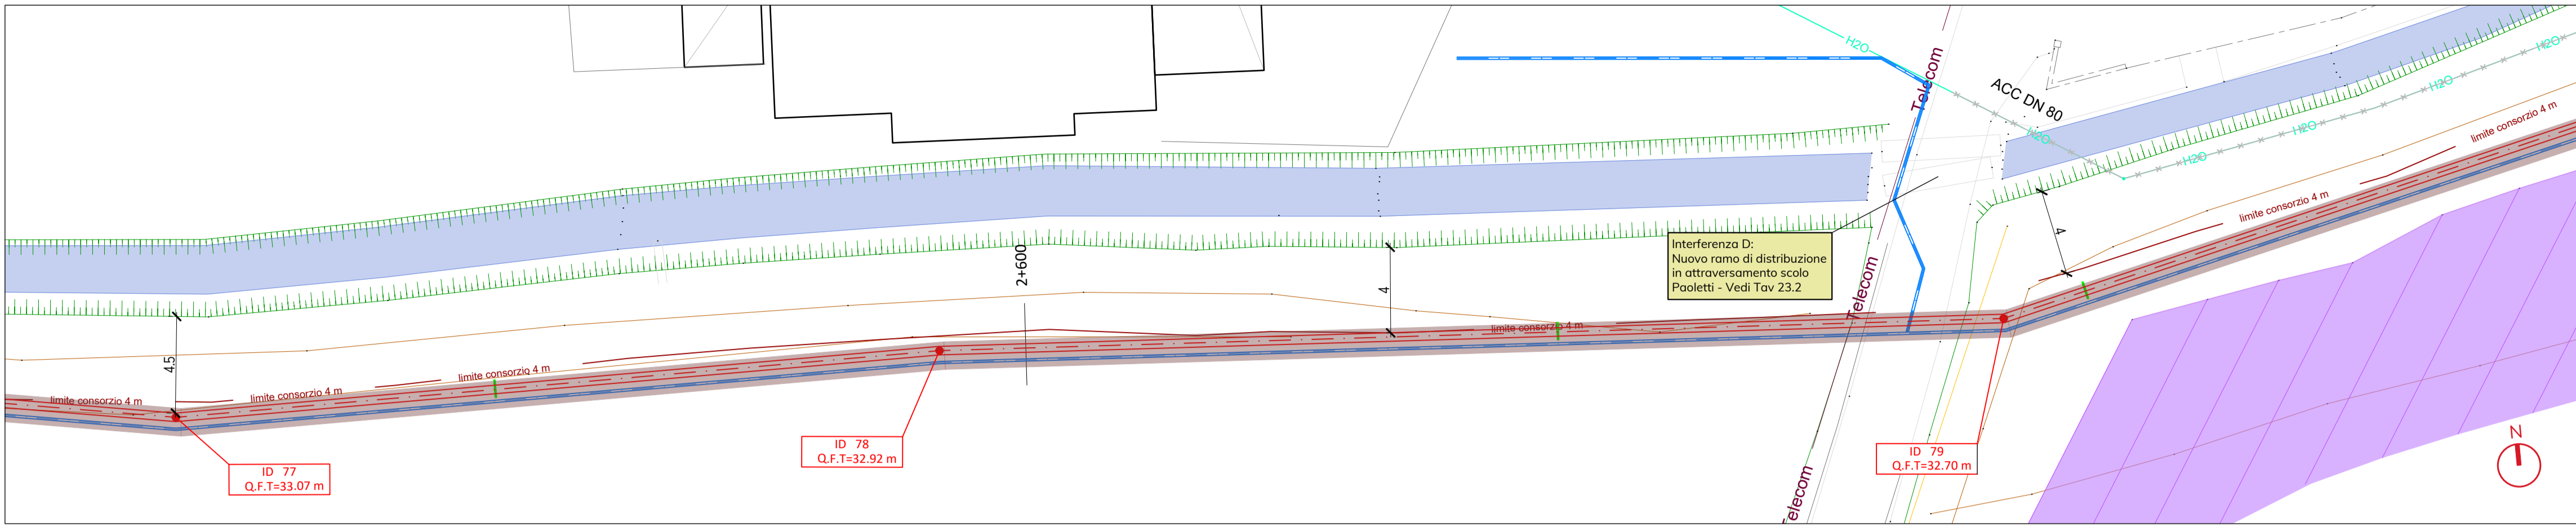 H2O
Telecom
ACC DN 80
H2O
H2O
H2O
H2O
H2O
limite consorzio 4 m
limite consorzio 4 m
4
Interferenza D:
Nuovo ramo di distribuzione
in attraversamento scolo
Paoletti - Vedi Tav 23.2
2+600
4
Telecom
limite consorzio 4 m
4.5
limite consorzio 4 m
limite consorzio 4 m
limite consorzio 4 m
ID 77
Q.F.T=33.07 m
ID 78
Q.F.T=32.92 m
ID 79
Q.F.T=32.70 m
Telecom
N